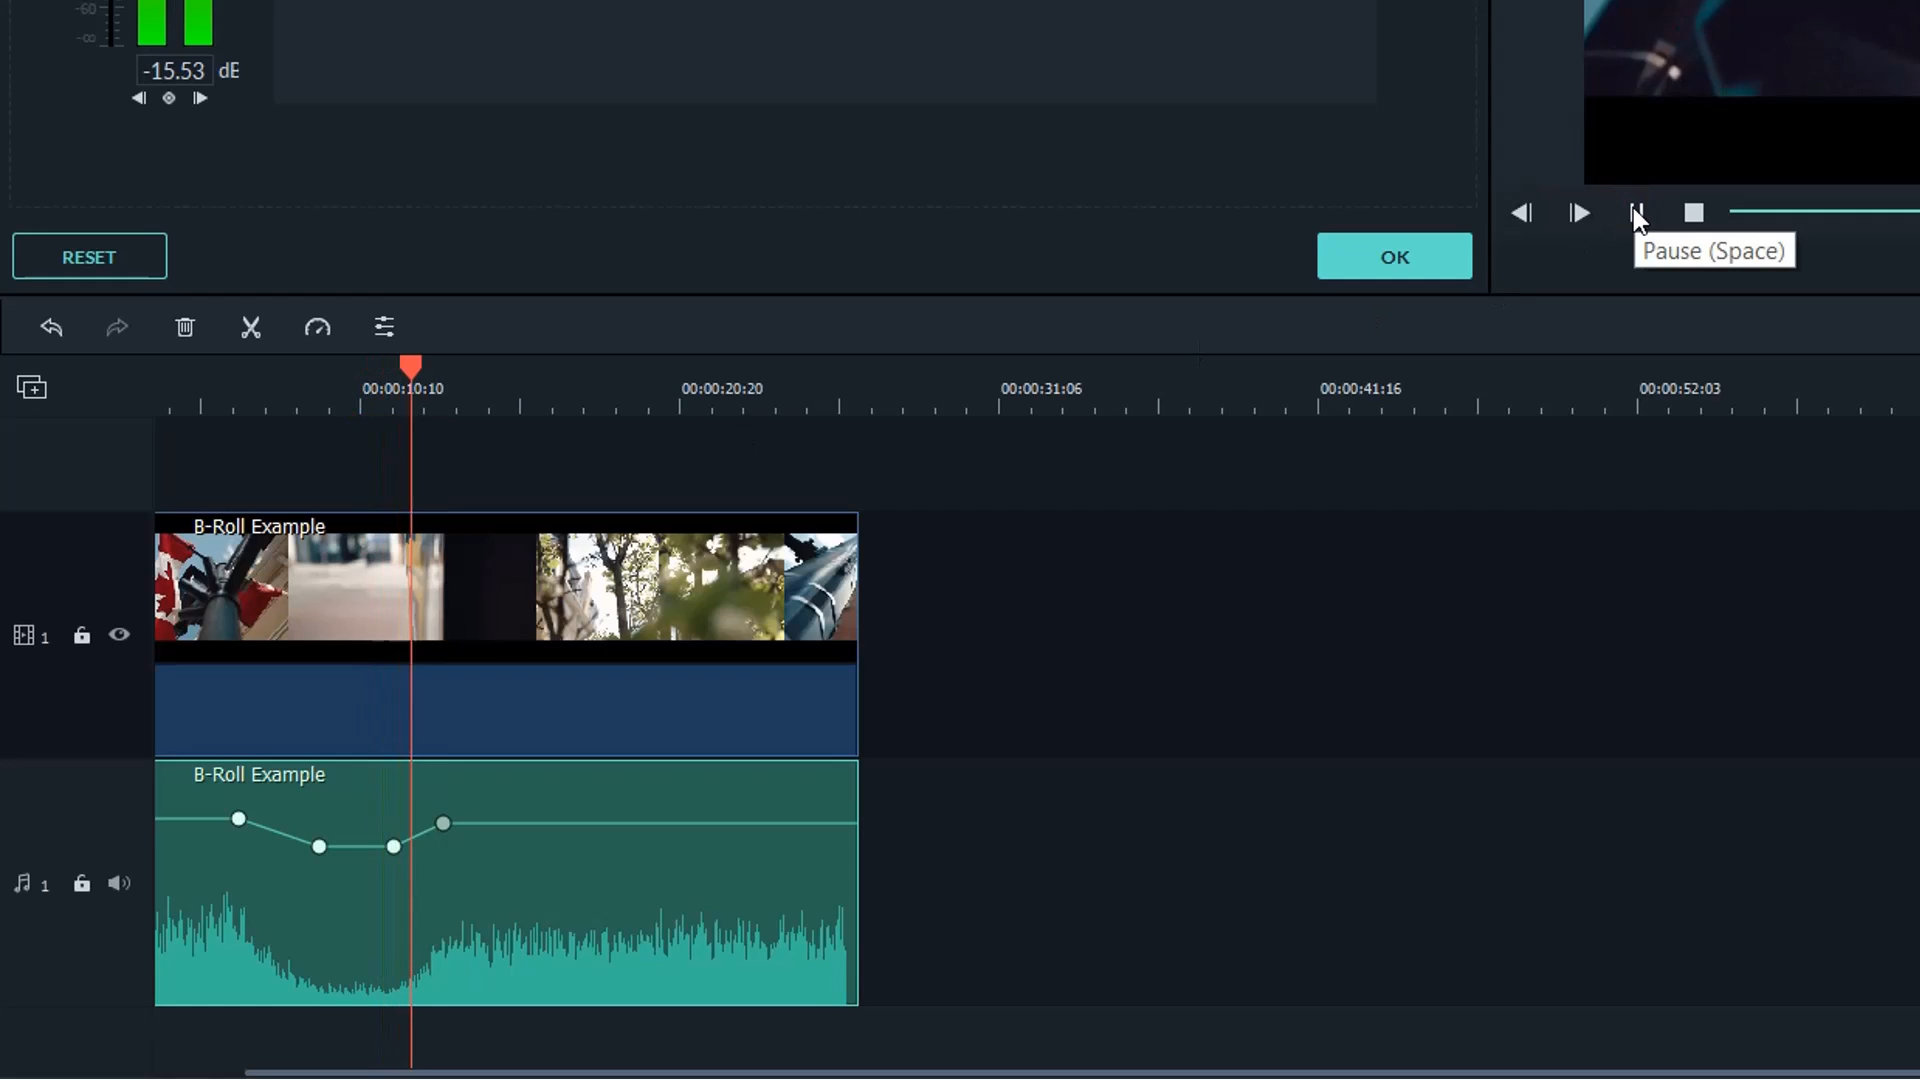 -60
-∞
-15.53 dB
RESET
OK
Pause (Space)
00:00:10:10
00:00:20:20
00:00:31:06
00:00:41:16
00:00:52:03
B-Roll Example
1
B-Roll Example
1